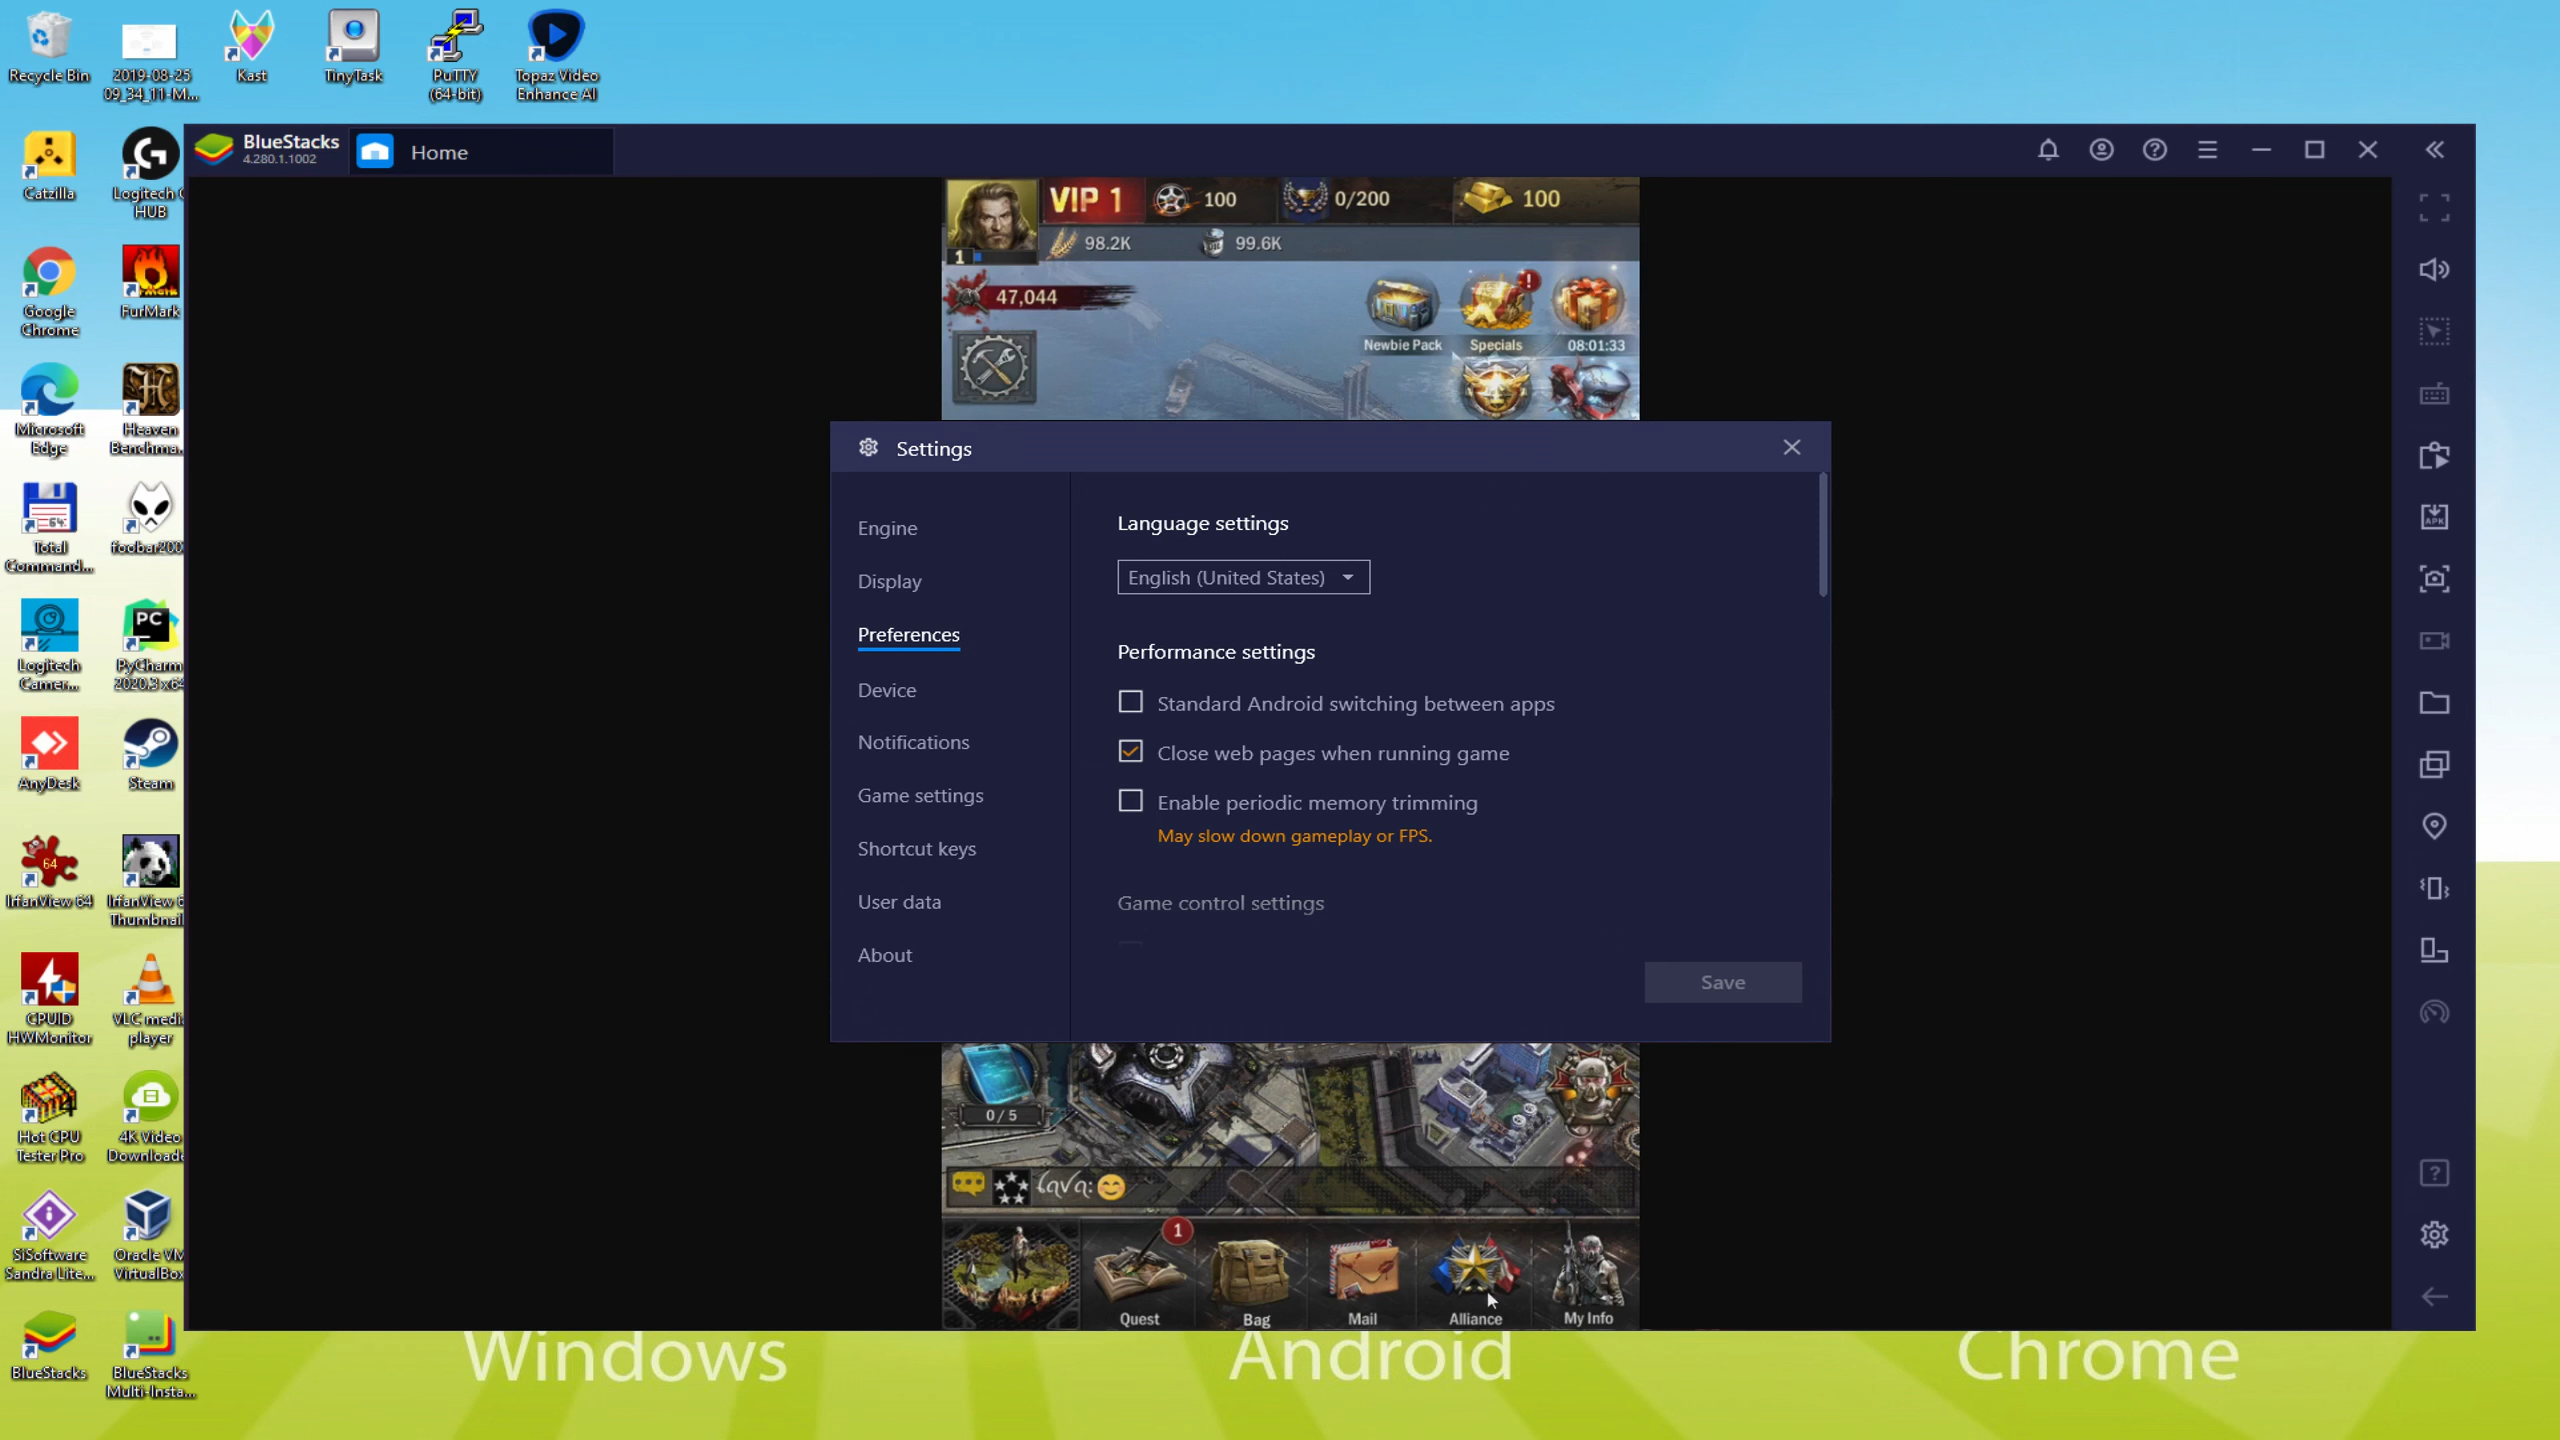 Recycle Bin
2019-08-25
09_34_11-M...
Kast
TinyTask
PuTTY
(64-bit)
Topaz Video
Enhance AI
Catzilla
Logitech G
HUB
Google
Chrome
FurMark
Microsoft
Edge
Heaven
Benchma...
Total
Command...
foobar200
Logitech
Camer...
PyCharm
2020.3 x64
AnyDesk
Steam
IrfanView 64
IrfanView 6
Thumbnail
CPUID
HWMonitor
VLC medi
player
Hot CPU
Tester Pro
4K Video
Downloade
SiSoftware
Sandra Lite...
Oracle VM
VirtualBox
BlueStacks
BlueStacks
Multi-Insta...
BlueStacks
4.280.1.1002
Home
VIP 1
100
0/200
100
1
98.2K
99.6K
47,044
Newbie Pack
Specials
08:01:33
Settings
Engine
Display
Preferences
Device
Notifications
Game settings
Shortcut keys
User data
About
Language settings
English (United States)
Performance settings
Standard Android switching between apps
Close web pages when running game
Enable periodic memory trimming
May slow down gameplay or FPS.
Game control settings
Save
0/5
1
Quest
Bag
Mail
Alliance
My Info
APK
Windows
Android
Chrome